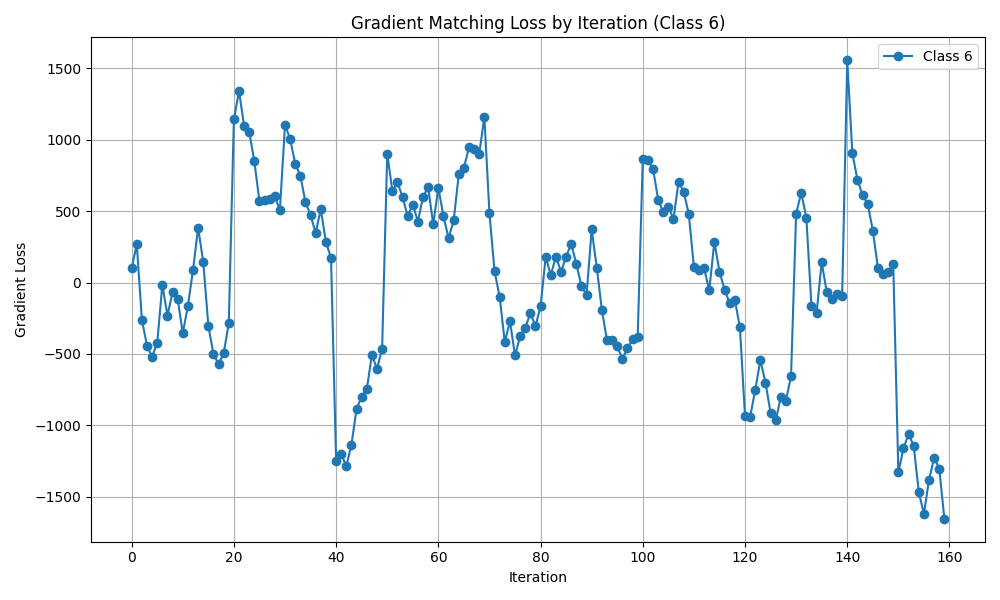 Gradient Matching Loss by Iteration (Class 6)
Class 6
Gradient Loss
1500
1000
500
0
−500
−1000
−1500
0 20 40 60 80 100 120 140 160
Iteration